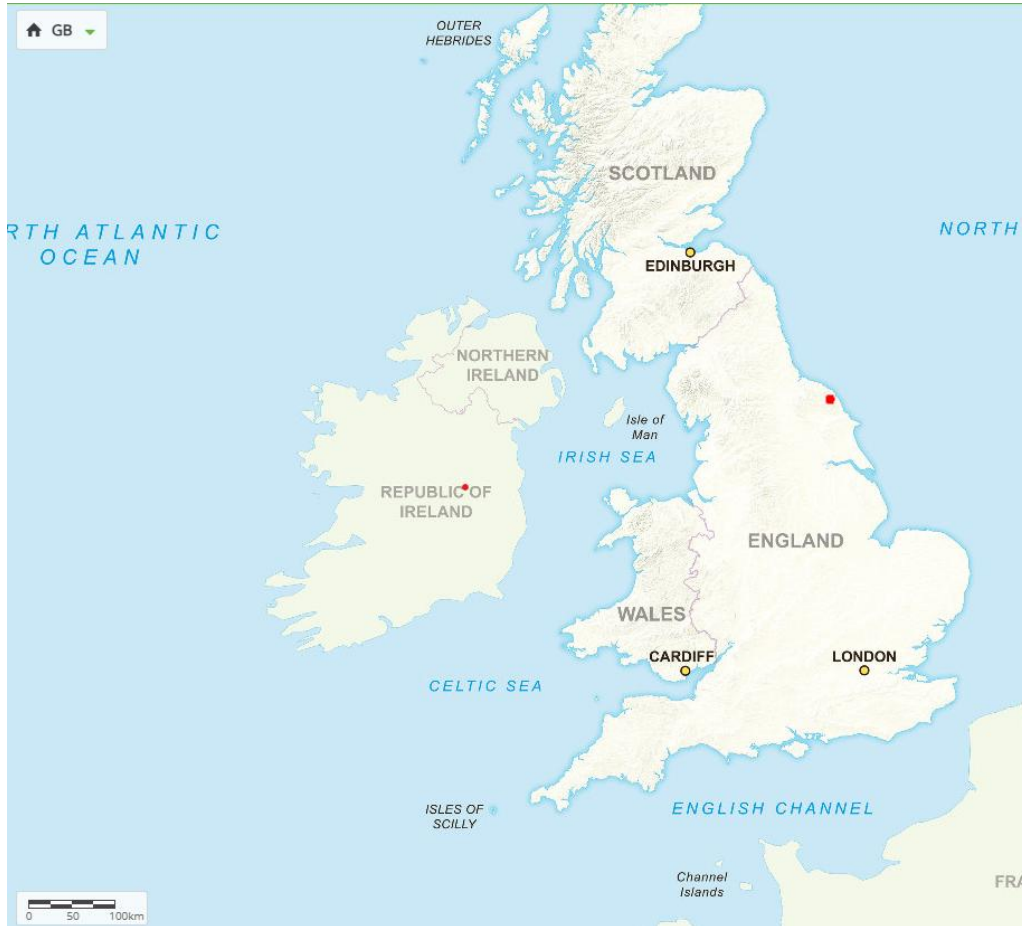 GB
OUTER
HEBRIDES
SCOTLAND
RTH ATLANTIC
OCEAN
NORTH
EDINBURGH
NORTHERN
IRELAND
Isle of
Man
IRISH SEA
REPUBLIC OF
IRELAND
ENGLAND
WALES
CARDIFF
LONDON
CELTIC SEA
ISLES OF
SCILLY
ENGLISH CHANNEL
Channel
Islands
FRA
0 50 100km